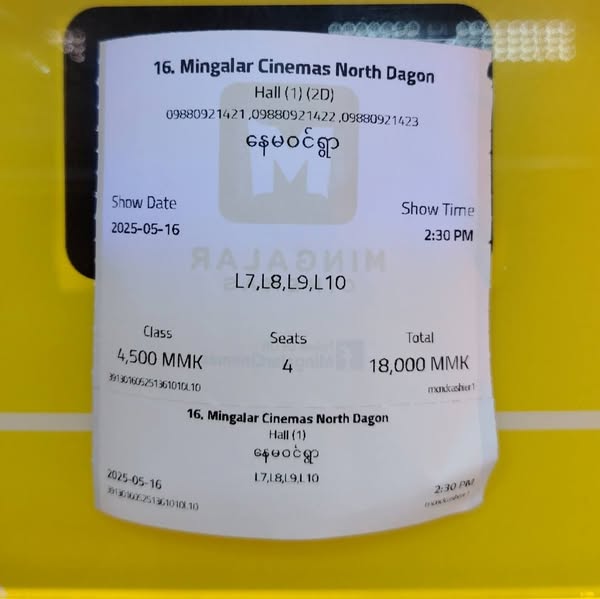 16. Mingalar Cinemas North Dagon
Hall (1) (2D)
09880921421 ,09880921422 ,09880921423
နေမဝင်ရွာ
Show Date
Show Time
2025-05-16
2:30 PM
MINGALAR
L7,L8,L9,L10
Class
Seats
Total
4,500 MMK
4
18,000 MMK
16. Mingalar Cinemas North Dagon
Hall (1)
နေမဝင်ရွာ
L7,L8,L9,L10
2025-05-16
2:30 PM